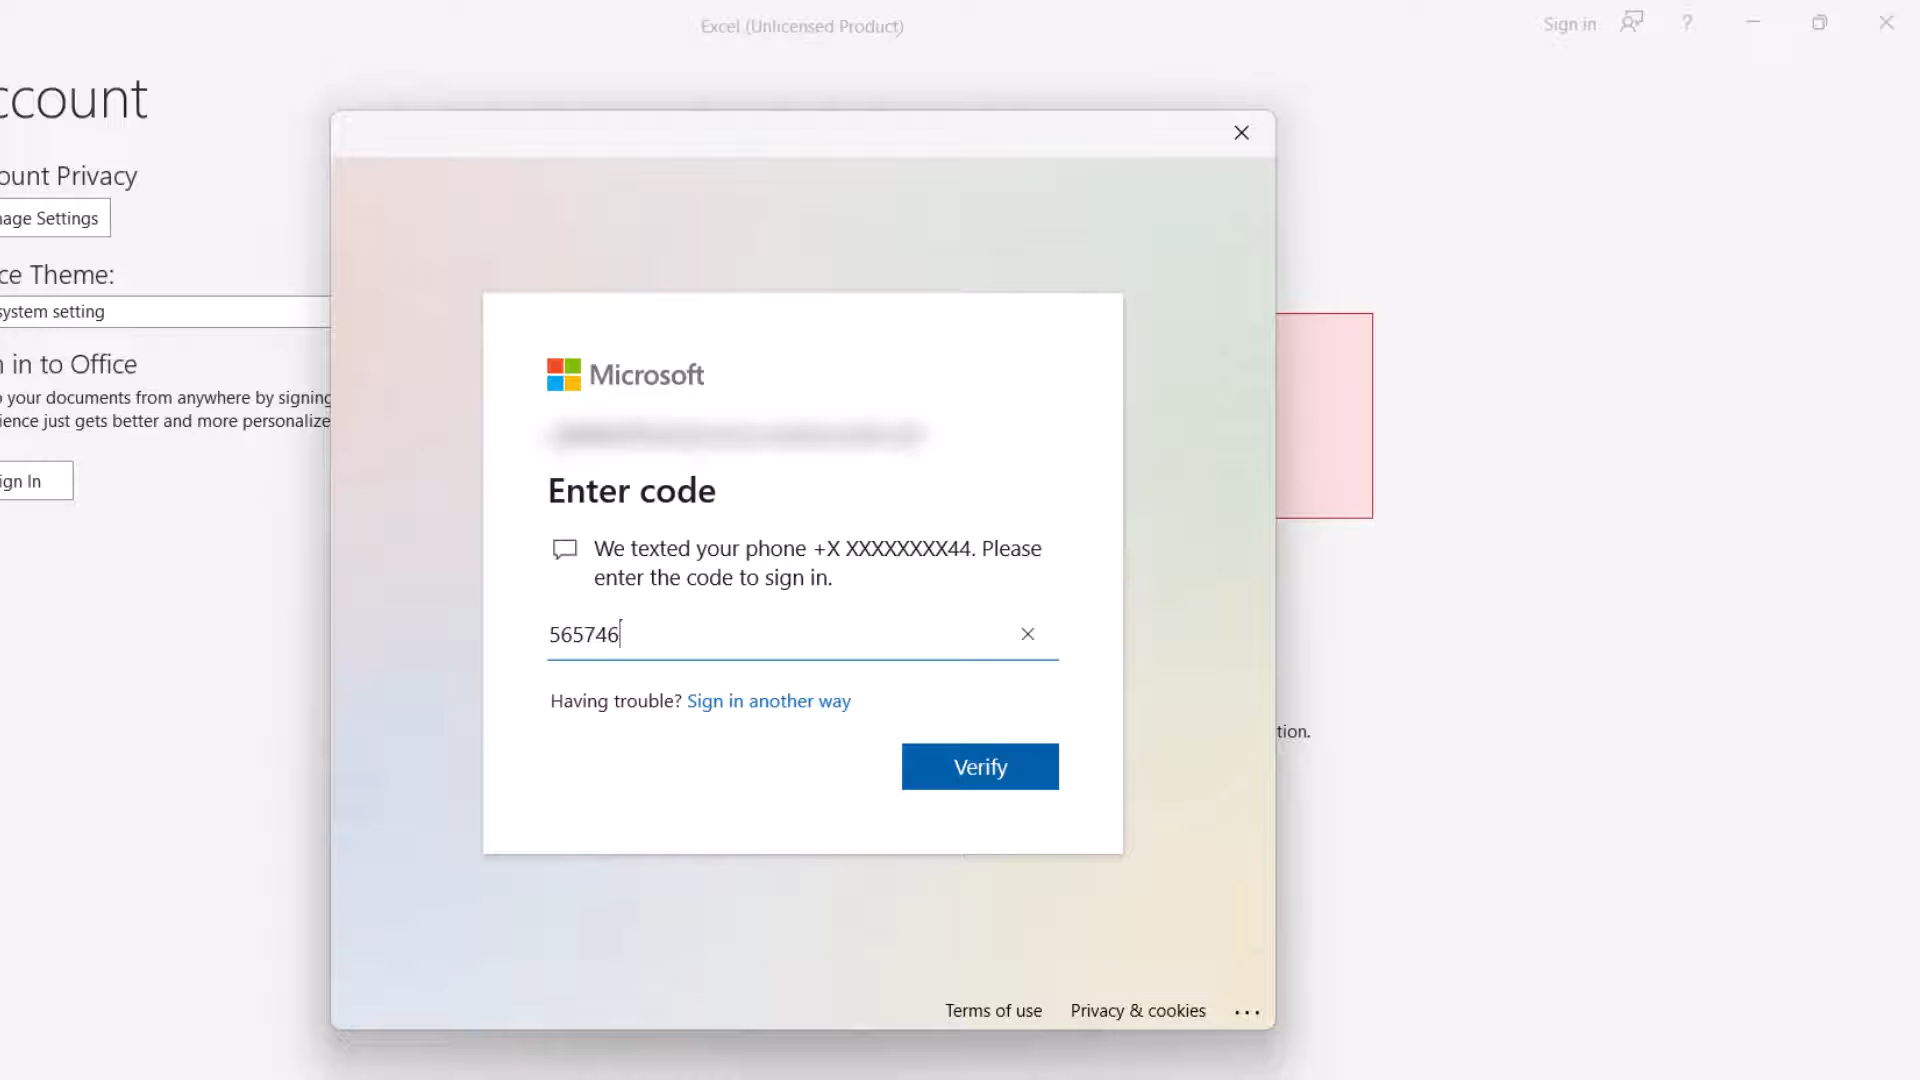 Excel (Unlicensed Product)
Sign in
?
ccount
ount Privacy
nage Settings
ce Theme:
system setting
n in to Office
o your documents from anywhere by signing
ience just gets better and more personalize
ign In
Microsoft
Enter code
We texted your phone +X XXXXXXXX44. Please
enter the code to sign in.
565746
Having trouble? Sign in another way
Verify
tion.
Terms of use
Privacy & cookies
...